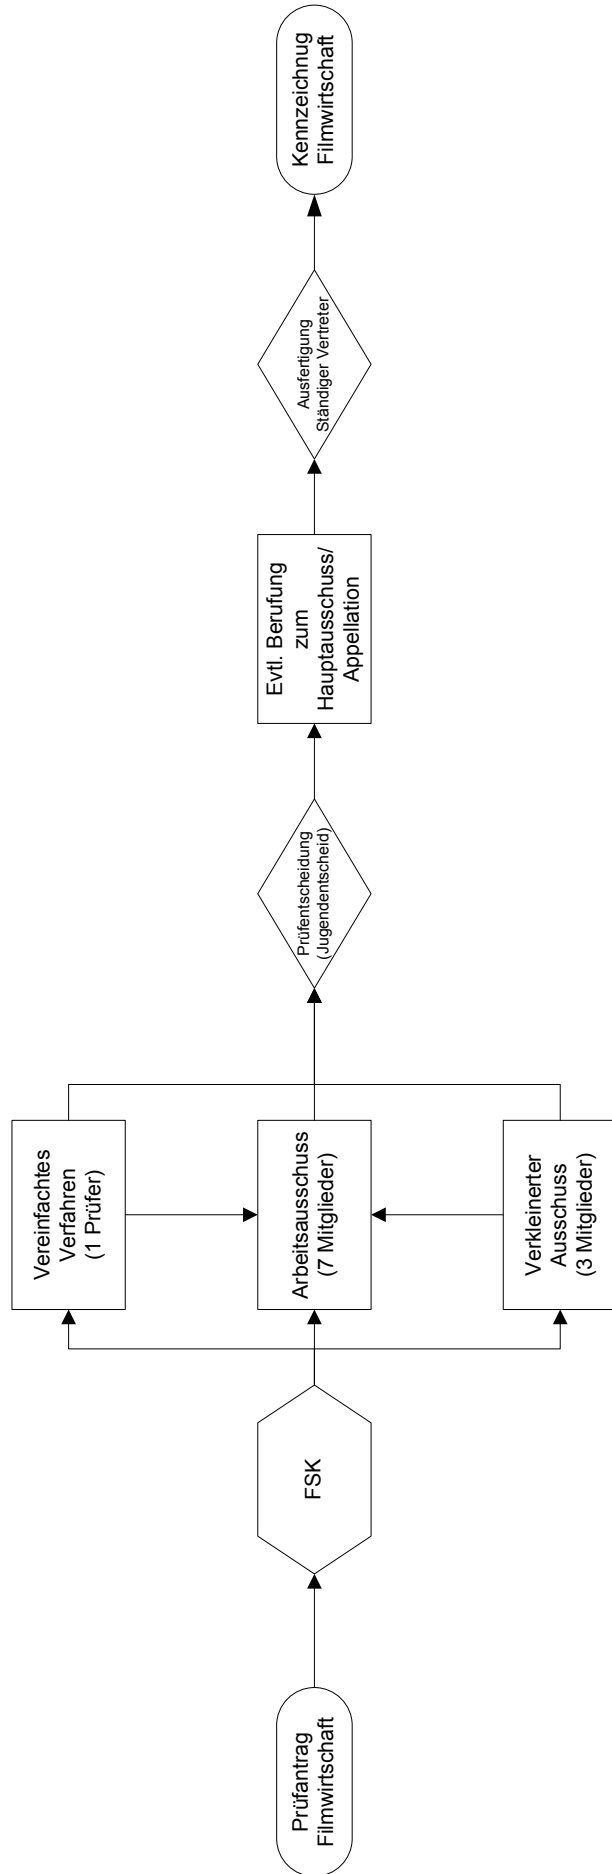 Prüfantrag
Filmwirtschaft
FSK
Vereinfachtes
Verfahren
(1 Prüfer)
Arbeitsausschuss
(7 Mitglieder)
Verkleinerter
Ausschuss
(3 Mitglieder)
Prüfentscheidung
(Jugendentscheid)
Evtl. Berufung
zum
Hauptausschuss/
Appellation
Ausfertigung
Ständiger Vertreter
Kennzeichnug
Filmwirtschaft